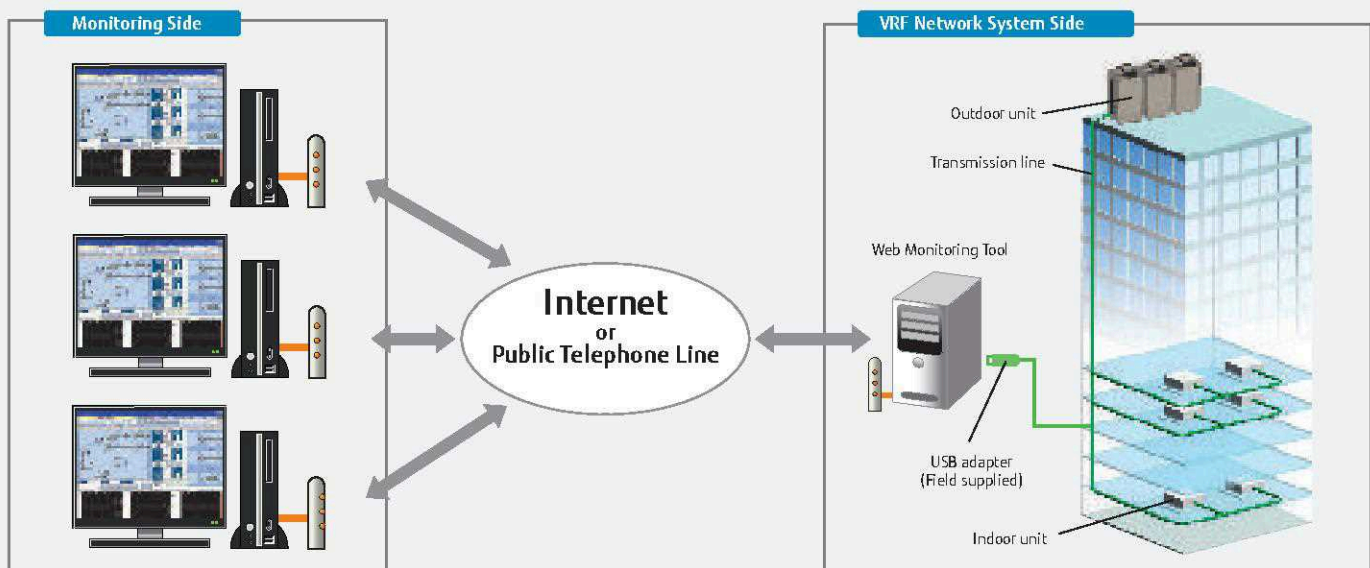 Monitoring Side
VRF Network System Side
Outdoor unit
Transmission line
Web Monitoring Tool
Internet
or
Public Telephone Line
USB adapter
(Field supplied)
Indoor unit